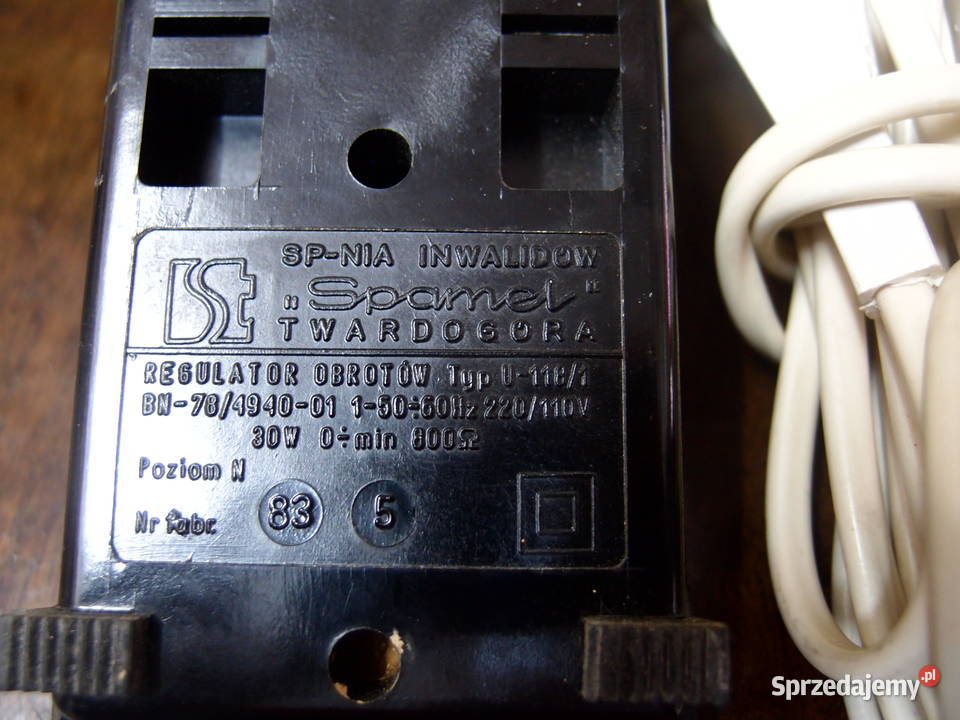 SP-NIA INWALIDÓW
„Spamel"
TWARDOGÓRA
REGULATOR OBROTÓW Typ U-118/1
BN-78/4940-01 1-50÷60Hz 220/110V
30W 0÷min 800Ω
Poziom N
Nr fabr. 83 5
Sprzedajemy.pl